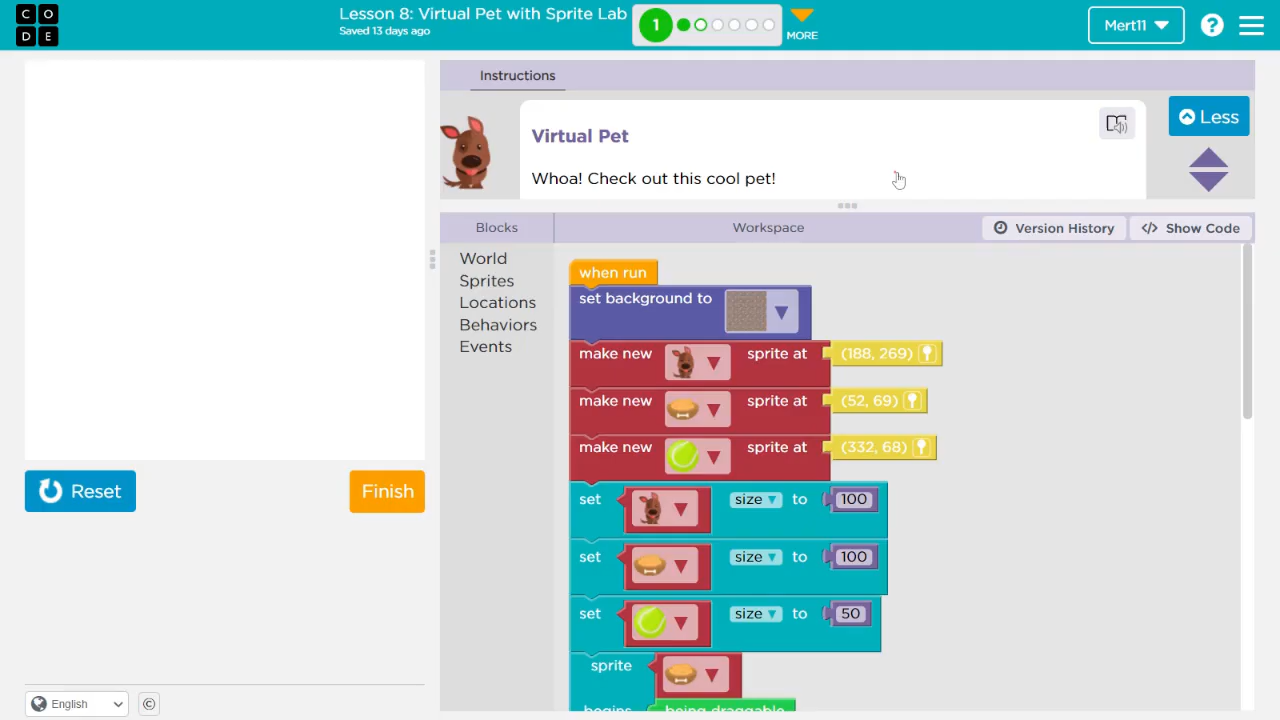 C O
D E
Lesson 8: Virtual Pet with Sprite Lab
Saved 13 days ago
1
MORE
Mert11
?
Instructions
Virtual Pet
Whoa! Check out this cool pet!
Less
Blocks
Workspace
Version History
</> Show Code
World
Sprites
Locations
Behaviors
Events
when run
set background to
make new sprite at (188, 269)
make new sprite at (52, 69)
make new sprite at (332, 68)
set size to 100
set size to 100
set size to 50
sprite
begins being draggable
Reset
Finish
English
©